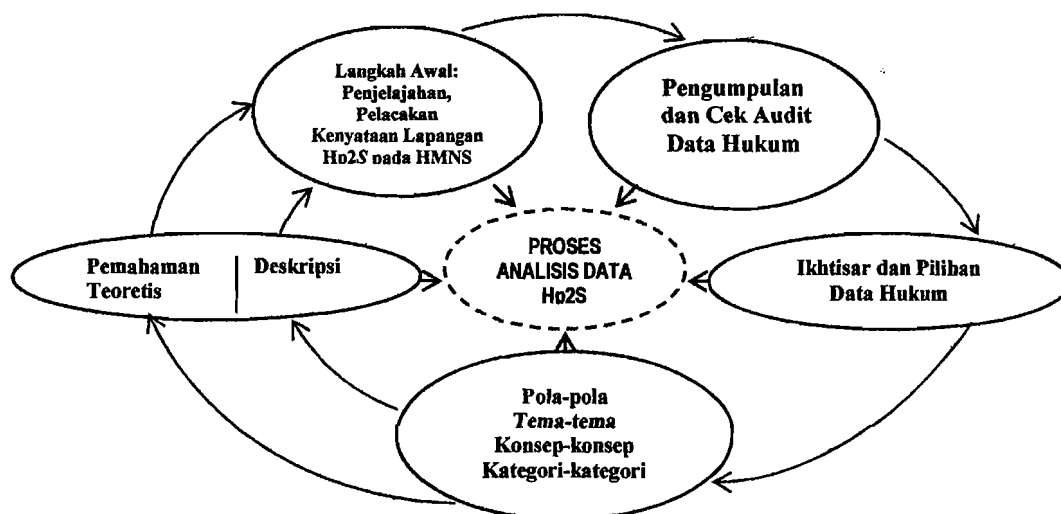 Langkah Awal:
Penjelajahan,
Pelacakan
Kenyataan Lapangan
Hp2S pada HMNS
Pengumpulan
dan Cek Audit
Data Hukum
Pemahaman
Teoretis
Deskripsi
PROSES
ANALISIS DATA
Hp2S
Ikhtisar dan Pilihan
Data Hukum
Pola-pola
Tema-tema
Konsep-konsep
Kategori-kategori